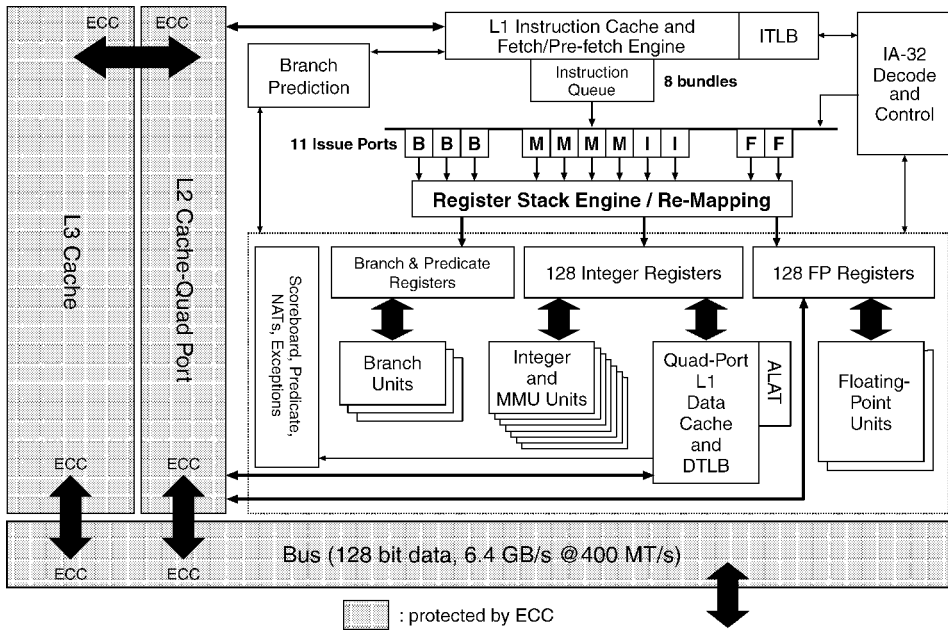 ECC
ECC
L1 Instruction Cache and
Fetch/Pre-fetch Engine
ITLB
IA-32
Decode
and
Control
Branch
Prediction
Instruction
Queue
8 bundles
11 Issue Ports
B B B M M M M I I F F
Register Stack Engine / Re-Mapping
L3 Cache
L2 Cache-Quad Port
Branch & Predicate
Registers
128 Integer Registers
128 FP Registers
Scoreboard, Predicate,
NATs, Exceptions
Branch
Units
Integer
and
MMU Units
Quad-Port
L1
Data
Cache
and
DTLB
ALAT
Floating-
Point
Units
ECC
ECC
Bus (128 bit data, 6.4 GB/s @400 MT/s)
ECC
ECC
: protected by ECC